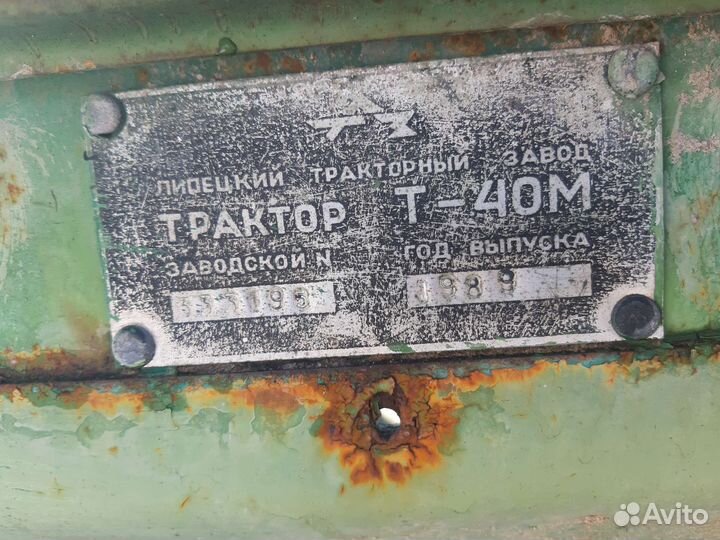 ЛИПЕЦКИЙ ТРАКТОРНЫЙ ЗАВОД
ТРАКТОР Т-40М
ЗАВОДСКОЙ N ГОД ВЫПУСКА
1989
Avito